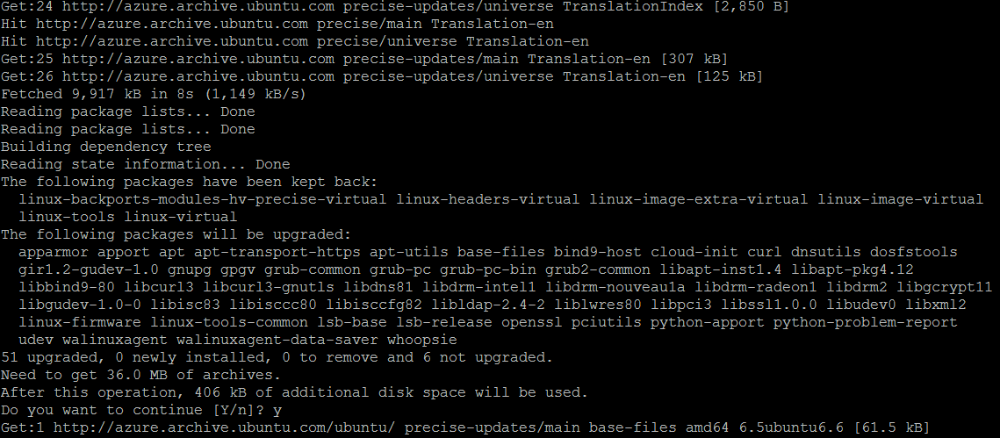 Get:24 http://azure.archive.ubuntu.com precise-updates/universe TranslationIndex [2,850 B]
Hit http://azure.archive.ubuntu.com precise/main Translation-en
Hit http://azure.archive.ubuntu.com precise/universe Translation-en
Get:25 http://azure.archive.ubuntu.com precise-updates/main Translation-en [307 kB]
Get:26 http://azure.archive.ubuntu.com precise-updates/universe Translation-en [125 kB]
Fetched 9,917 kB in 8s (1,149 kB/s)
Reading package lists... Done
Reading package lists... Done
Building dependency tree
Reading state information... Done
The following packages have been kept back:
  linux-backports-modules-hv-precise-virtual linux-headers-virtual linux-image-extra-virtual linux-image-virtual
  linux-tools linux-virtual
The following packages will be upgraded:
  apparmor apport apt apt-transport-https apt-utils base-files bind9-host cloud-init curl dnsutils dosfstools
  gir1.2-gudev-1.0 gnupg gpgv grub-common grub-pc grub-pc-bin grub2-common libapt-inst1.4 libapt-pkg4.12
  libbind9-80 libcurl3 libcurl3-gnutls libdns81 libdrm-intel1 libdrm-nouveau1a libdrm-radeon1 libdrm2 libgcrypt11
  libgudev-1.0-0 libisc83 libisccc80 libisccfg82 libldap-2.4-2 liblwres80 libpci3 libssl1.0.0 libudev0 libxml2
  linux-firmware linux-tools-common lsb-base lsb-release openssl pciutils python-apport python-problem-report
  udev walinuxagent walinuxagent-data-saver whoopsie
51 upgraded, 0 newly installed, 0 to remove and 6 not upgraded.
Need to get 36.0 MB of archives.
After this operation, 406 kB of additional disk space will be used.
Do you want to continue [Y/n]? y
Get:1 http://azure.archive.ubuntu.com/ubuntu/ precise-updates/main base-files amd64 6.5ubuntu6.6 [61.5 kB]